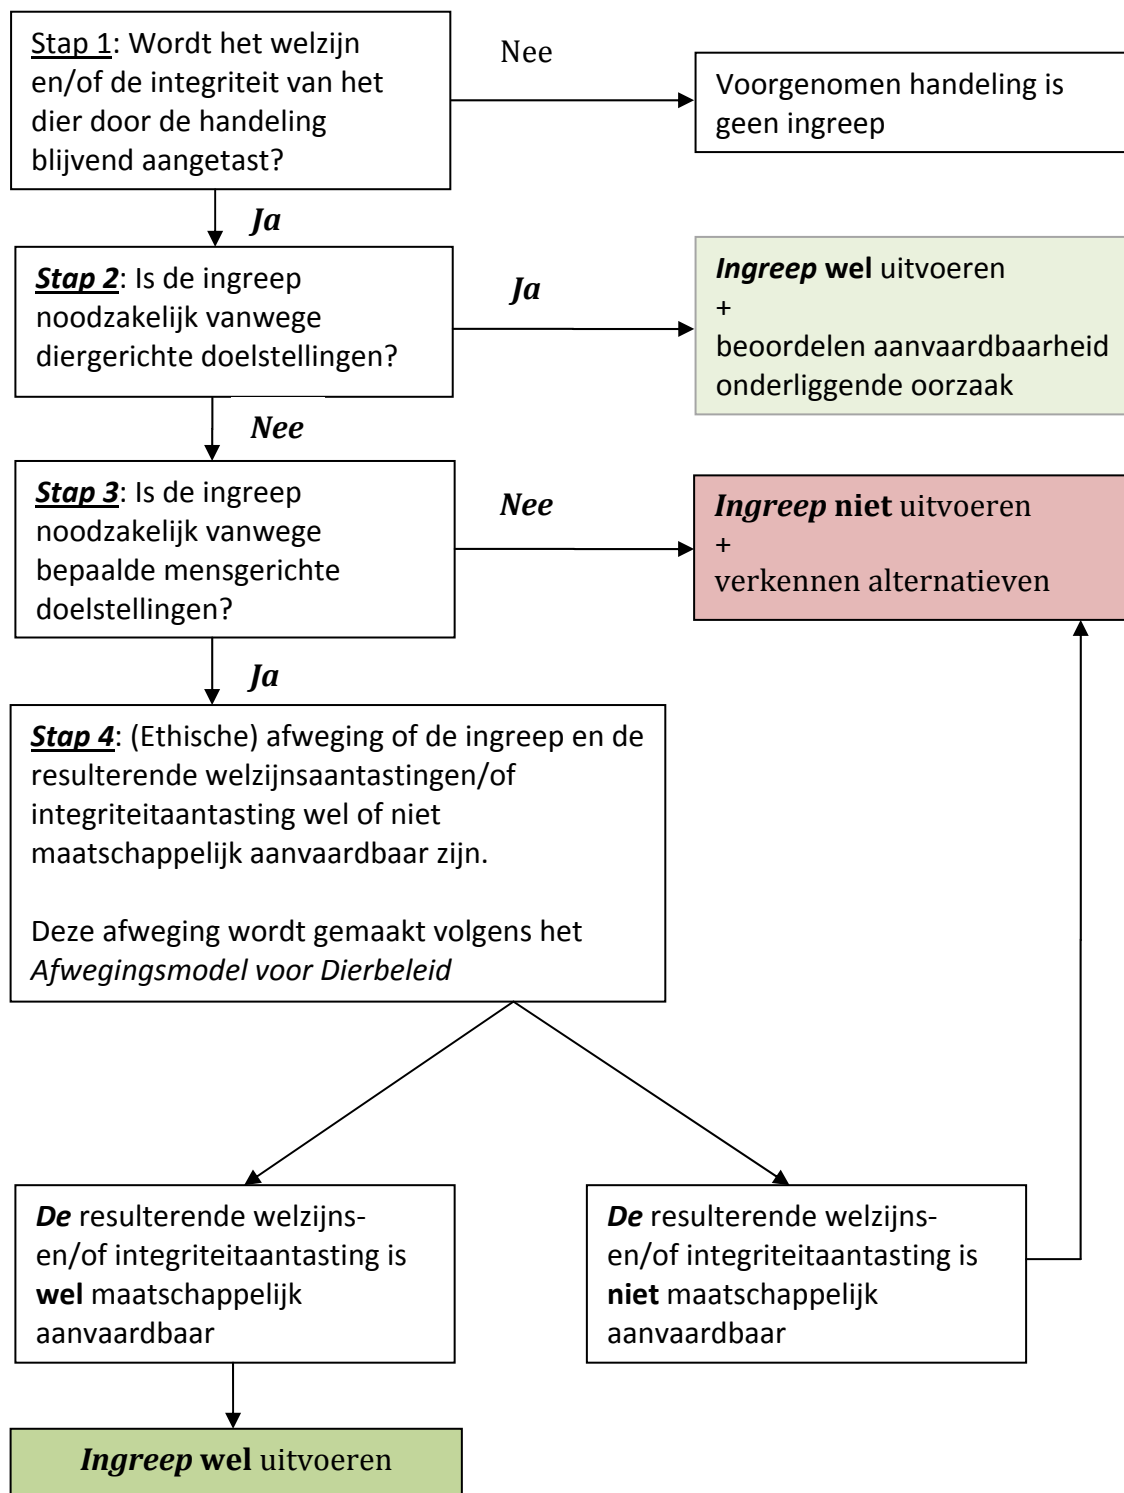 Stap 1: Wordt het welzijn
en/of de integriteit van het
dier door de handeling
blijvend aangetast?
Nee
Voorgenomen handeling is
geen ingreep
Ja
Stap 2: Is de ingreep
noodzakelijk vanwege
diergerichte doelstellingen?
Ja
Ingreep wel uitvoeren
+
beoordelen aanvaardbaarheid
onderliggende oorzaak
Nee
Stap 3: Is de ingreep
noodzakelijk vanwege
bepaalde mensgerichte
doelstellingen?
Nee
Ingreep niet uitvoeren
+
verkennen alternatieven
Ja
Stap 4: (Ethische) afweging of de ingreep en de
resulterende welzijnsaantastingen/of
integriteitaantasting wel of niet
maatschappelijk aanvaardbaar zijn.
Deze afweging wordt gemaakt volgens het
Afwegingsmodel voor Dierbeleid
De resulterende welzijns-
en/of integriteitaantasting is
wel maatschappelijk
aanvaardbaar
De resulterende welzijns-
en/of integriteitaantasting is
niet maatschappelijk
aanvaardbaar
Ingreep wel uitvoeren